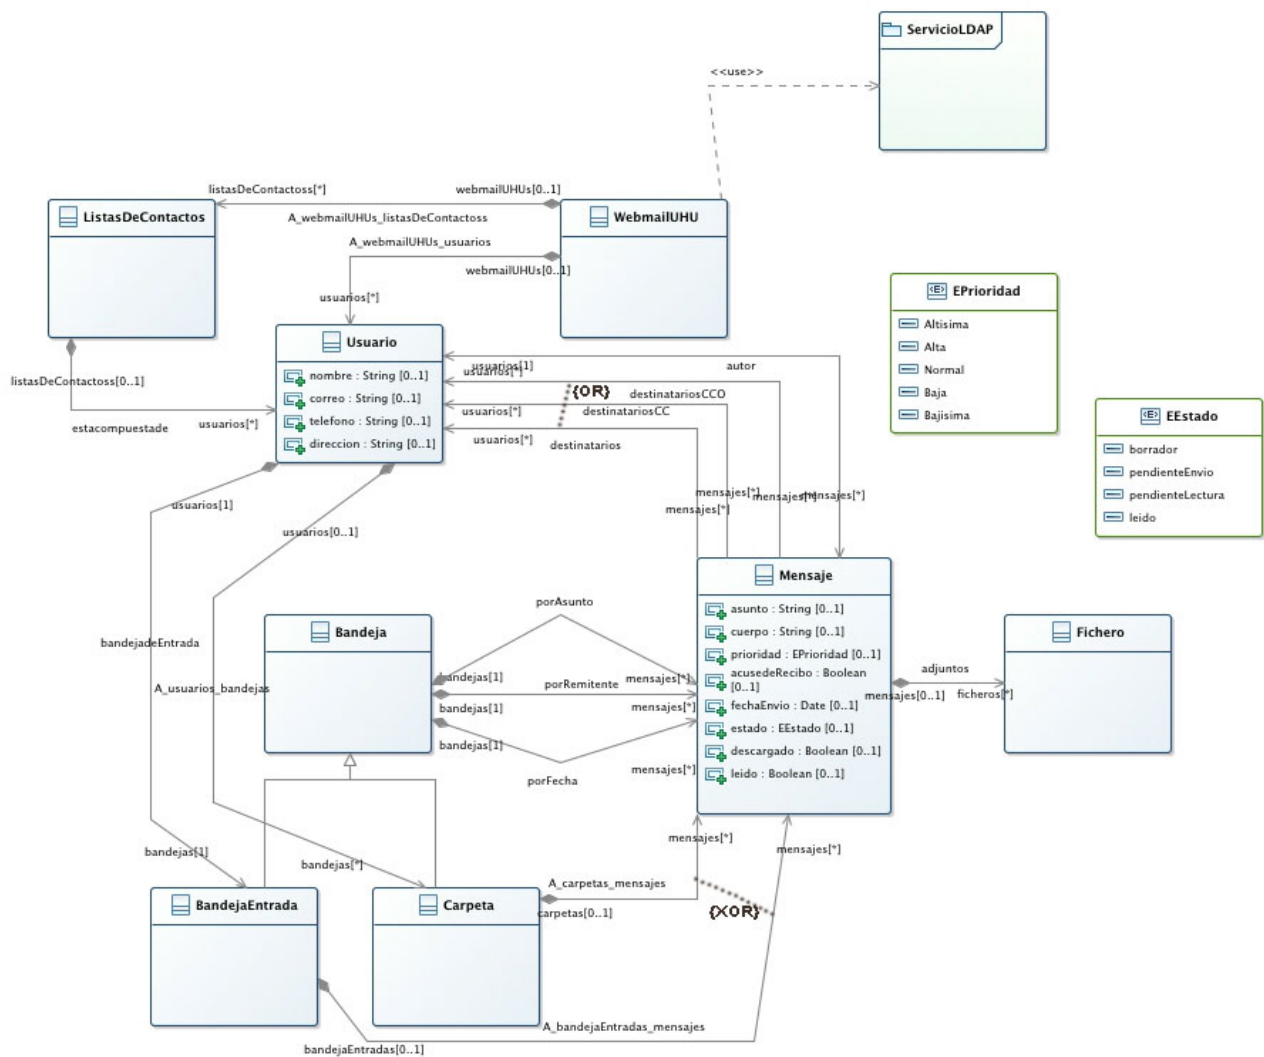 ServicioLDAP
<<use>>
listasDeContactoss[*]
webmailUHUs[0..1]
ListasDeContactos
A_webmailUHUs_listasDeContactoss
WebmailUHU
A_webmailUHUs_usuarios
webmailUHUs[0..1]
usuarios[*]
EPrioridad
Altisima
Alta
Normal
Baja
Bajisima
Usuario
nombre : String [0..1]
correo : String [0..1]
telefono : String [0..1]
direccion : String [0..1]
usuarios[1]
autor
usuarios[*]
{OR}
destinatariosCCO
usuarios[*]
destinatariosCC
usuarios[*]
destinatarios
listasDeContactoss[0..1]
estacompuestade
usuarios[*]
EEstado
borrador
pendienteEnvio
pendienteLectura
leido
usuarios[1]
usuarios[0..1]
mensajes[*]
mensajes[*]
mensajes[*]
mensajes[*]
Mensaje
asunto : String [0..1]
cuerpo : String [0..1]
prioridad : EPrioridad [0..1]
acusedeRecibo : Boolean
[0..1]
fechaEnvio : Date [0..1]
estado : EEstado [0..1]
descargado : Boolean [0..1]
leido : Boolean [0..1]
Bandeja
porAsunto
bandejas[1]
mensajes[*]
porRemitente
bandejas[1]
mensajes[*]
bandejas[1]
porFecha
mensajes[*]
Fichero
adjuntos
mensajes[0..1]
ficheros[*]
bandejadeEntrada
A_usuarios_bandejas
bandejas[1]
bandejas[*]
mensajes[*]
mensajes[*]
BandejaEntrada
Carpeta
A_carpetas_mensajes
carpetas[0..1]
{XOR}
A_bandejaEntradas_mensajes
bandejaEntradas[0..1]